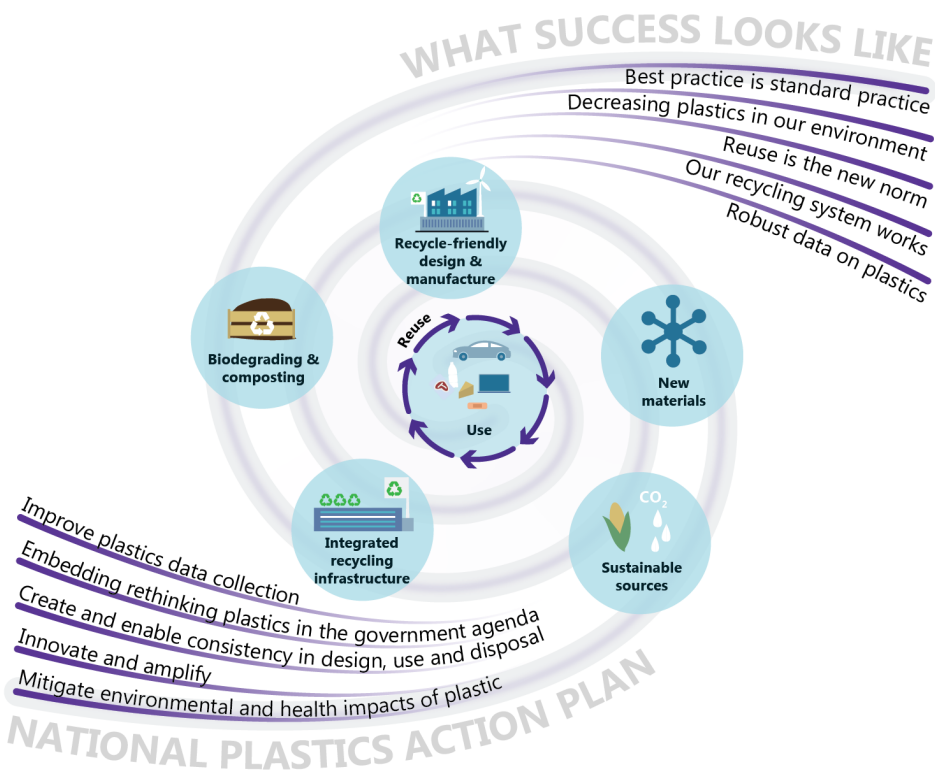 WHAT SUCCESS LOOKS LIKE
Best practice is standard practice
Decreasing plastics in our environment
Reuse is the new norm
Our recycling system works
Robust data on plastics
Recycle-friendly
design &
manufacture
Biodegrading &
composting
Reuse
Use
New
materials
Integrated
recycling
infrastructure
CO₂
Sustainable
sources
Improve plastics data collection
Embedding rethinking plastics in the government agenda
Create and enable consistency in design, use and disposal
Innovate and amplify
Mitigate environmental and health impacts of plastic
NATIONAL PLASTICS ACTION PLAN